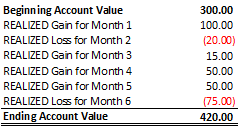 Beginning Account Value 300.00
REALIZED Gain for Month 1 100.00
REALIZED Loss for Month 2 (20.00)
REALIZED Gain for Month 3 15.00
REALIZED Gain for Month 4 50.00
REALIZED Gain for Month 5 50.00
REALIZED Loss for Month 6 (75.00)
Ending Account Value 420.00